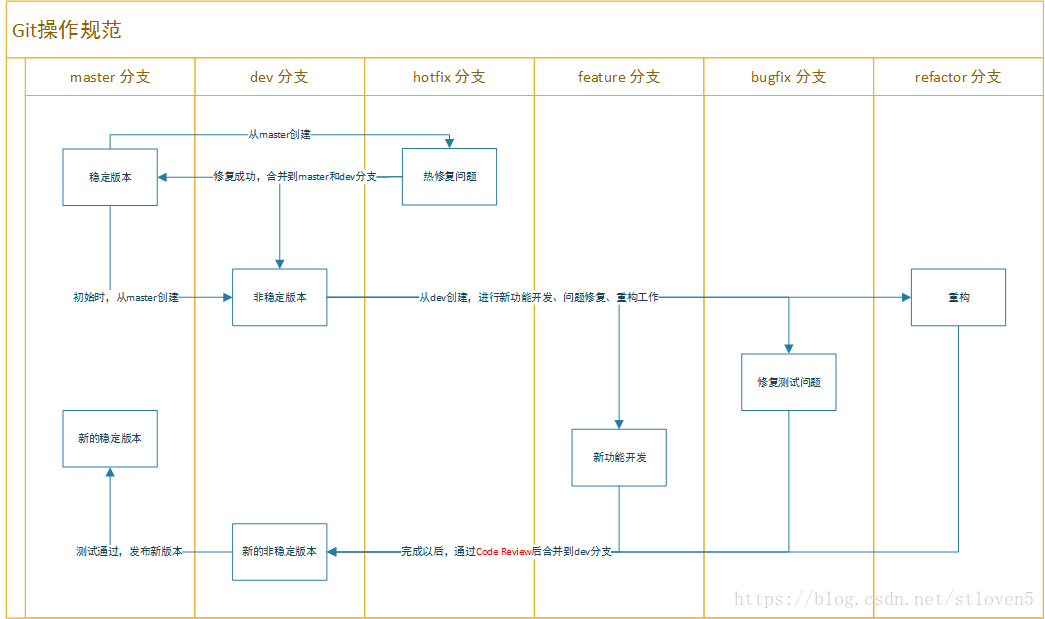 Git操作规范
master 分支
dev 分支
hotfix 分支
feature 分支
bugfix 分支
refactor 分支
从master创建
稳定版本
修复成功，合并到master和dev分支
热修复问题
初始时，从master创建
非稳定版本
从dev创建，进行新功能开发、问题修复、重构工作
重构
修复测试问题
新的稳定版本
新功能开发
测试通过，发布新版本
新的非稳定版本
完成以后，通过Code Review后合并到dev分支
https://blog.csdn.net/stloven5